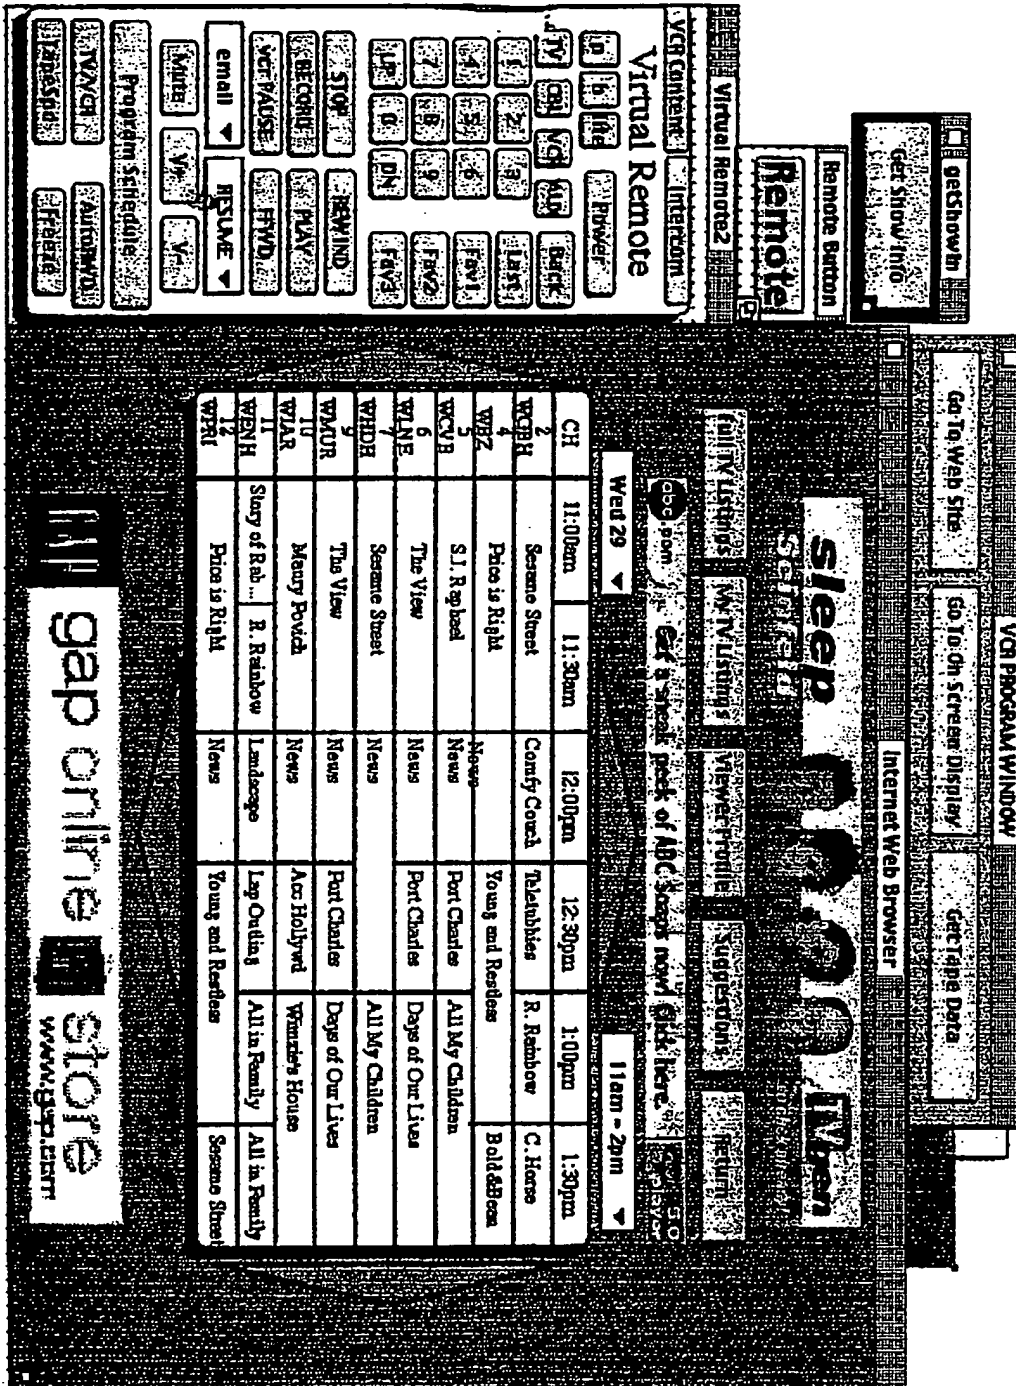 getShowIn
Get Show Info
Remote Button
Remote
Virtual Remote2
VCR Content
Intercom
Virtual Remote
p
b
the
Power
TV
CBL
VCR
AUX
Back
1
2
3
Last
4
5
6
Fav1
7
8
9
Fav2
UP
0
DN
Fav3
STOP
REWIND
RECORD
PLAY
vcr PAUSE
FFWD
email ▼
RESUME ▼
Mute
V+
V-
Program Schedule
TV/VCR
AutoRWD
TapeSpd
Freeze
VCR PROGRAM WINDOW
Go To Web Site
Go To On Screen Display
Get Tape Data
Internet Web Browser
sleep
Full TV Listings
My TV Listings
Viewer Profile
Suggestions
Return
abc.com
Get a sneak peek of ABC Soaps now! Click here.
Wed 29 ▼
11am - 2pm ▼
CH 11:00am 11:30am 12:00pm 12:30pm 1:00pm 1:30pm
2 WGBH Sesame Street Comfy Couch Teletubbies R. Rainbow C. Horse
4 WBZ Price is Right News Young and Restless Bold&Beau
5 WCVB S.J. Raphael News Port Charles All My Children
6 WLNE The View News Port Charles Days of Our Lives
7 WHDH Sesame Street News All My Children
9 WMUR The View News Port Charles Days of Our Lives
10 WJAR Maury Povich News Acc Hollywd Winnie's House
11 WENH Story of Rab ... R. Rainbow Landscape Lap Quilting All in Family All in Family
12 WPRI Price is Right News Young and Restless Sesame Street
GAP
gap online store
www.gap.com